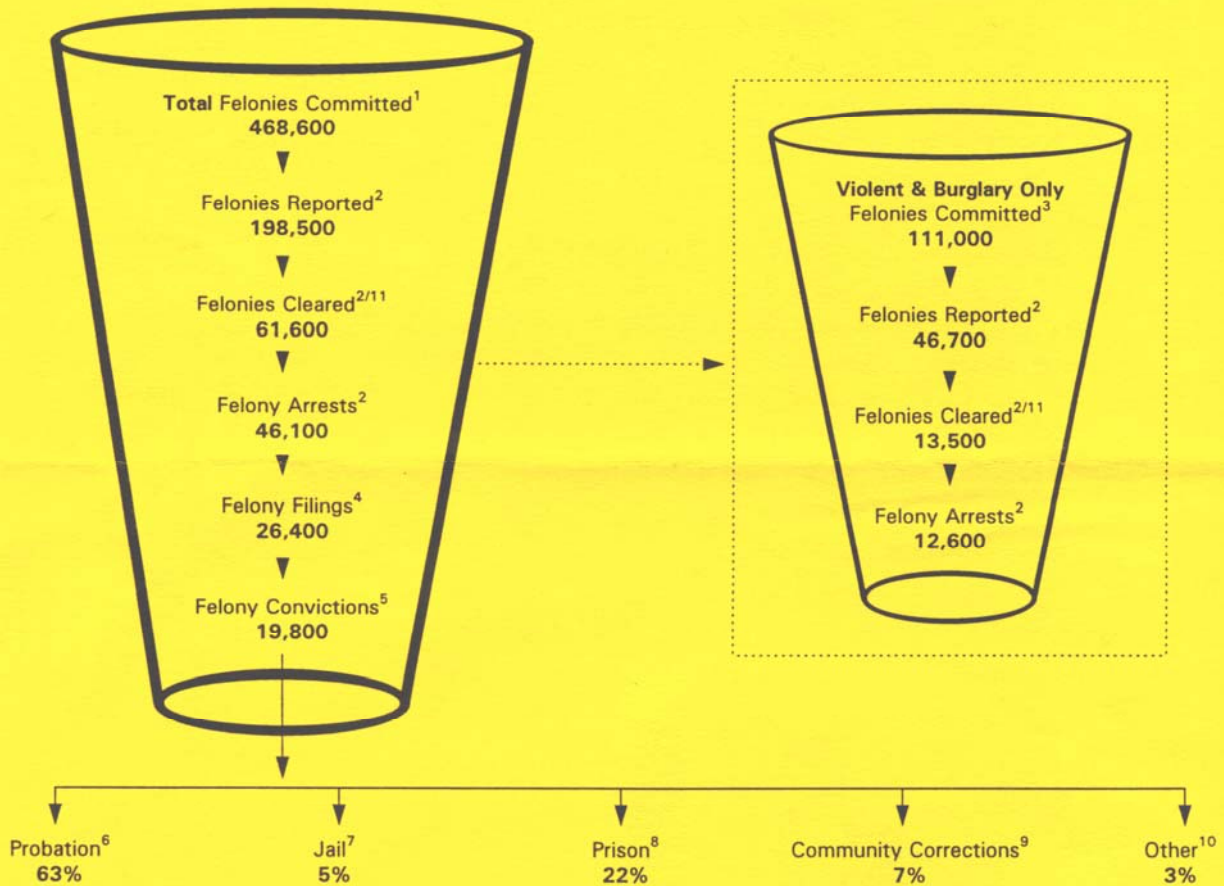 Total Felonies Committed¹
468,600
Felonies Reported²
198,500
Felonies Cleared²/¹¹
61,600
Felony Arrests²
46,100
Felony Filings⁴
26,400
Felony Convictions⁵
19,800
Violent & Burglary Only
Felonies Committed³
111,000
Felonies Reported²
46,700
Felonies Cleared²/¹¹
13,500
Felony Arrests²
12,600
Probation⁶
63%
Jail⁷
5%
Prison⁸
22%
Community Corrections⁹
7%
Other¹⁰
3%